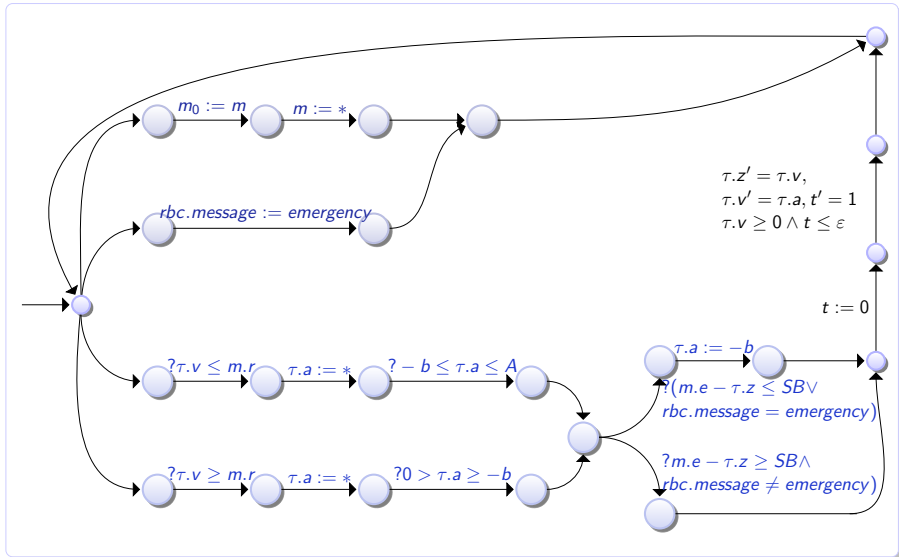 m₀ := m
m := ∗
rbc.message := emergency
τ.z′ = τ.v,
τ.v′ = τ.a, t′ = 1
τ.v ≥ 0 ∧ t ≤ ε
t := 0
?τ.v ≤ m.r
τ.a := ∗
? − b ≤ τ.a ≤ A
τ.a := −b
?(m.e − τ.z ≤ SB∨
rbc.message = emergency)
?τ.v ≥ m.r
τ.a := ∗
?0 > τ.a ≥ −b
?m.e − τ.z ≥ SB∧
rbc.message ≠ emergency)